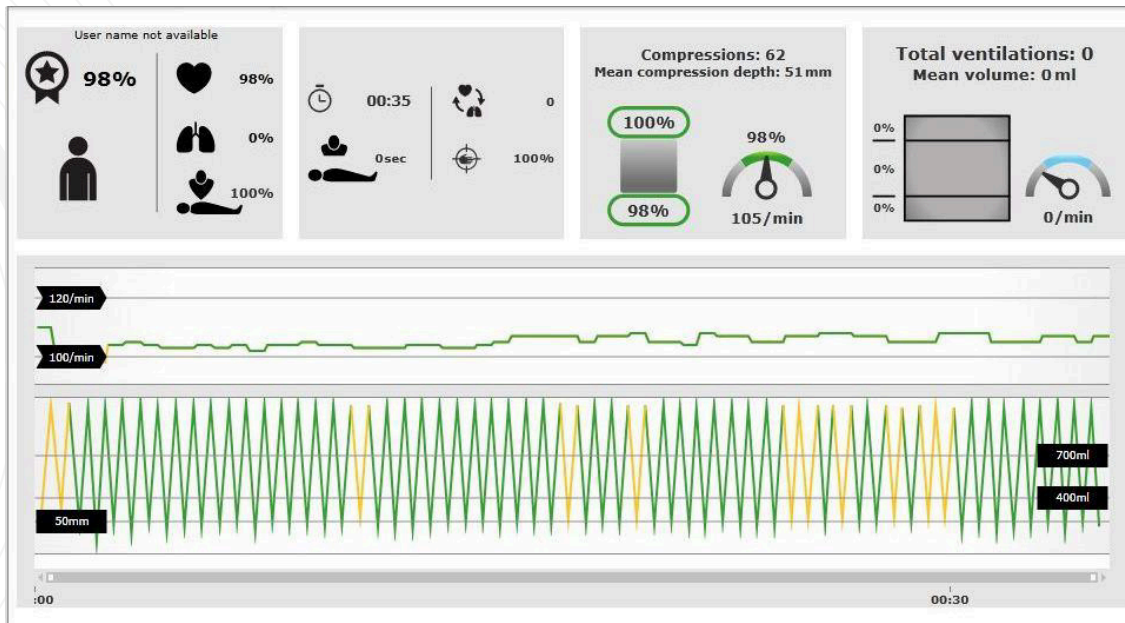 User name not available
98%
98%
0%
100%
00:35
0
0sec
100%
Compressions: 62
Mean compression depth: 51mm
100%
98%
98%
105/min
Total ventilations: 0
Mean volume: 0ml
0%
0%
0%
0/min
120/min
100/min
700ml
400ml
50mm
:00
00:30